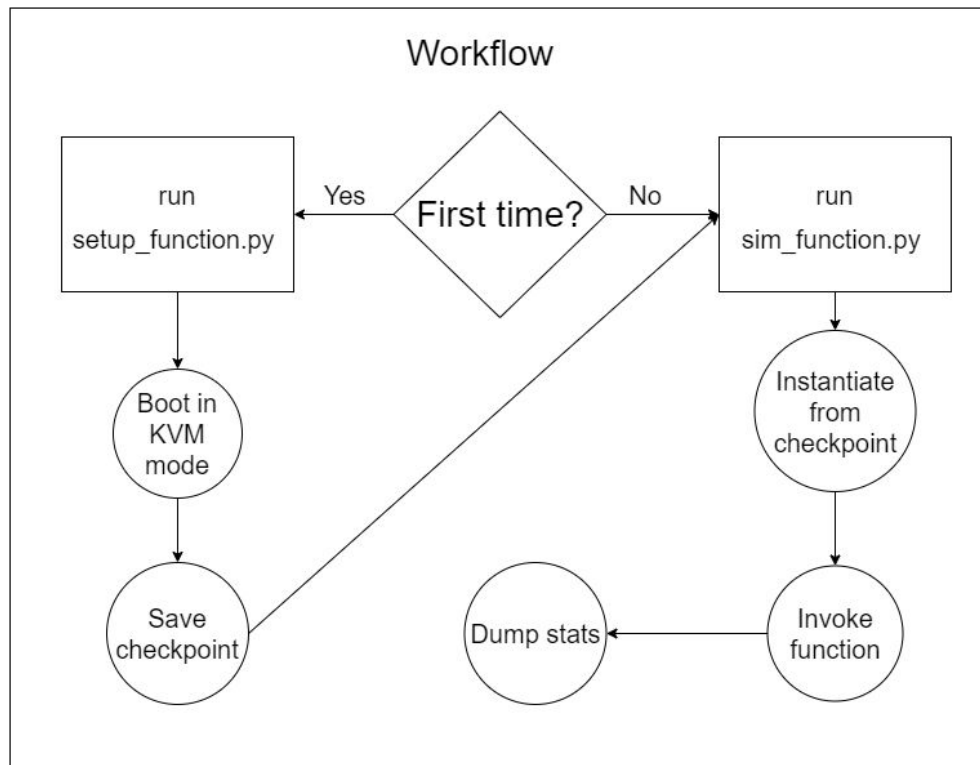 Workflow
First time?
Yes
No
run
setup_function.py
Boot in
KVM
mode
Save
checkpoint
run
sim_function.py
Instantiate
from
checkpoint
Invoke
function
Dump stats